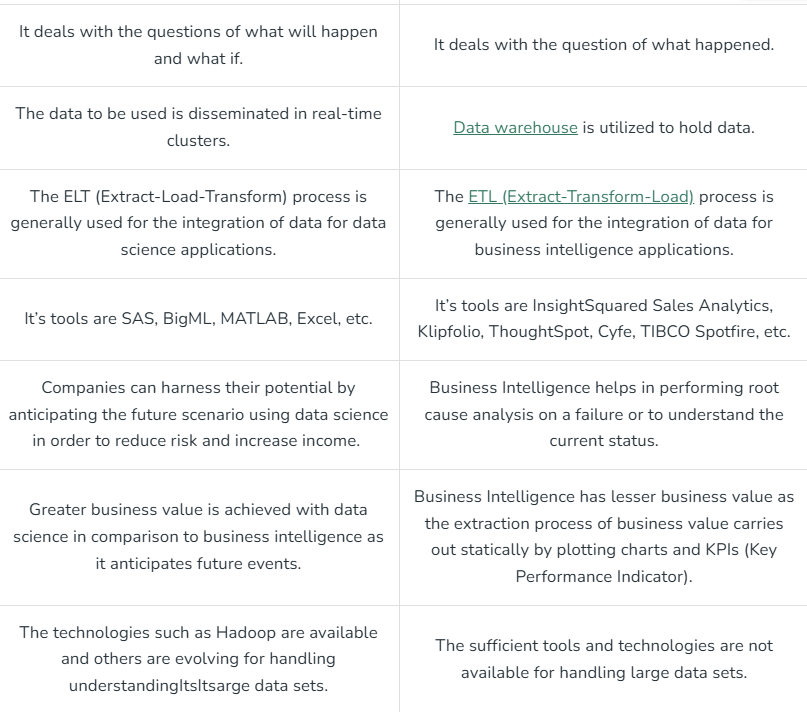 It deals with the questions of what will happen
and what if.
It deals with the question of what happened.
The data to be used is disseminated in real-time
clusters.
Data warehouse is utilized to hold data.
The ELT (Extract-Load-Transform) process is
generally used for the integration of data for data
science applications.
The ETL (Extract-Transform-Load) process is
generally used for the integration of data for
business intelligence applications.
It’s tools are SAS, BigML, MATLAB, Excel, etc.
It’s tools are InsightSquared Sales Analytics,
Klipfolio, ThoughtSpot, Cyfe, TIBCO Spotfire, etc.
Companies can harness their potential by
anticipating the future scenario using data science
in order to reduce risk and increase income.
Business Intelligence helps in performing root
cause analysis on a failure or to understand the
current status.
Greater business value is achieved with data
science in comparison to business intelligence as
it anticipates future events.
Business Intelligence has lesser business value as
the extraction process of business value carries
out statically by plotting charts and KPIs (Key
Performance Indicator).
The technologies such as Hadoop are available
and others are evolving for handling
understandingItsItsarge data sets.
The sufficient tools and technologies are not
available for handling large data sets.